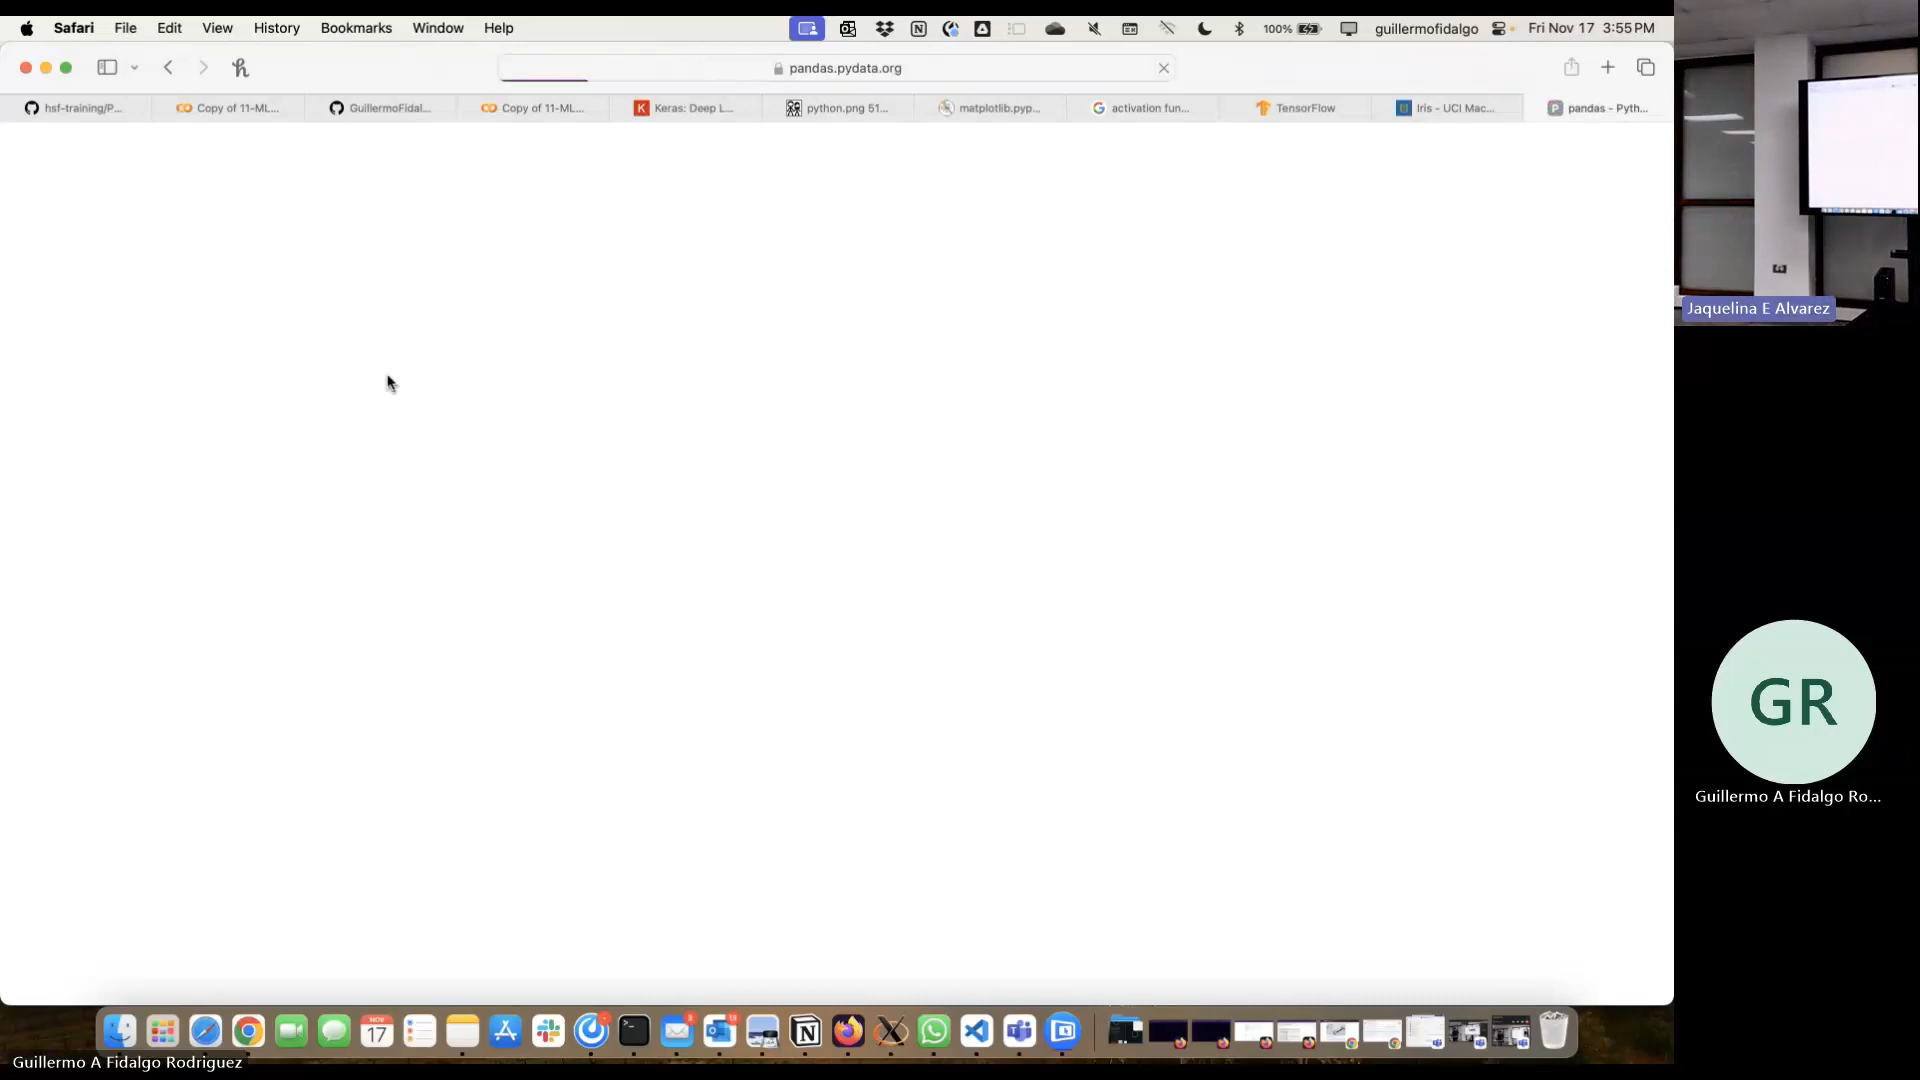 Safari File Edit View History Bookmarks Window Help 100% guillermofidalgo Fri Nov 17 3:55 PM
pandas.pydata.org
hsf-training/P... Copy of 11-ML... GuillermoFidal... Copy of 11-ML... Keras: Deep L... python.png 51... matplotlib.pyp... activation fun... TensorFlow Iris - UCI Mac... pandas - Pyth...
Jaquelina E Alvarez
GR
Guillermo A Fidalgo Ro...
NOV
17
Guillermo A Fidalgo Rodriguez